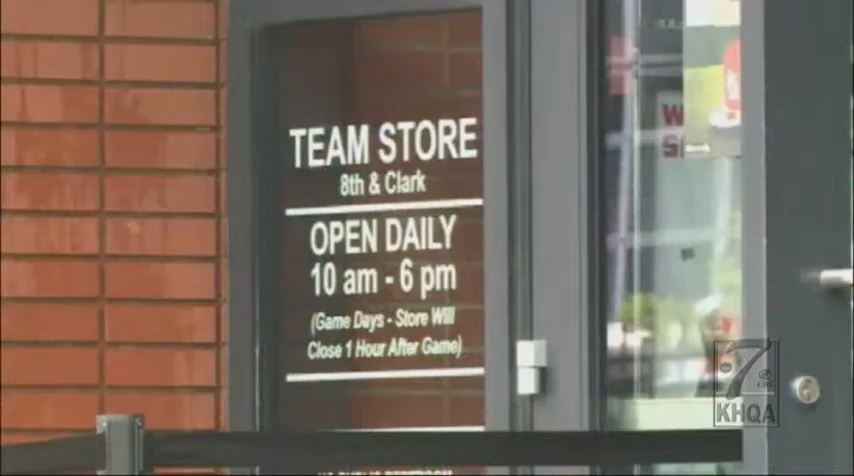 TEAM STORE
8th & Clark
OPEN DAILY
10 am - 6 pm
(Game Days - Store Will
Close 1 Hour After Game)
7
KHQA